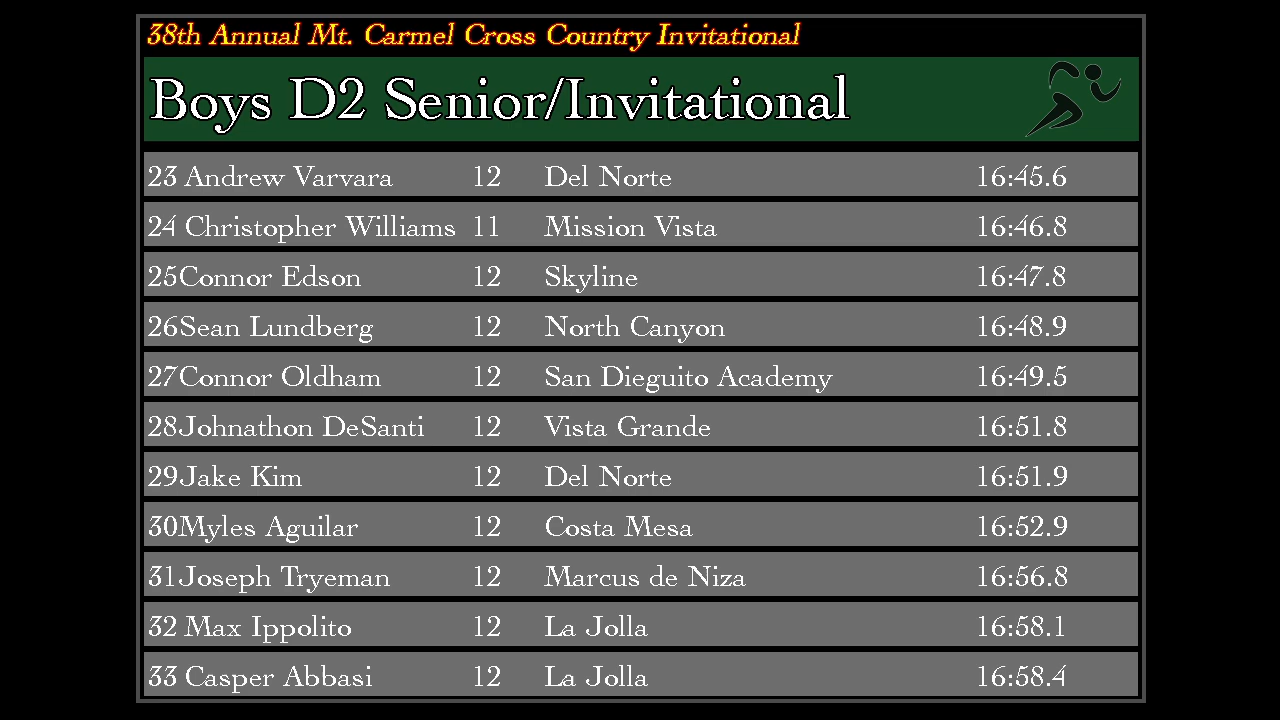 38th Annual Mt. Carmel Cross Country Invitational
Boys D2 Senior/Invitational
23 Andrew Varvara 12 Del Norte 16:45.6
24 Christopher Williams 11 Mission Vista 16:46.8
25Connor Edson 12 Skyline 16:47.8
26Sean Lundberg 12 North Canyon 16:48.9
27Connor Oldham 12 San Dieguito Academy 16:49.5
28Johnathon DeSanti 12 Vista Grande 16:51.8
29Jake Kim 12 Del Norte 16:51.9
30Myles Aguilar 12 Costa Mesa 16:52.9
31Joseph Tryeman 12 Marcus de Niza 16:56.8
32 Max Ippolito 12 La Jolla 16:58.1
33 Casper Abbasi 12 La Jolla 16:58.4